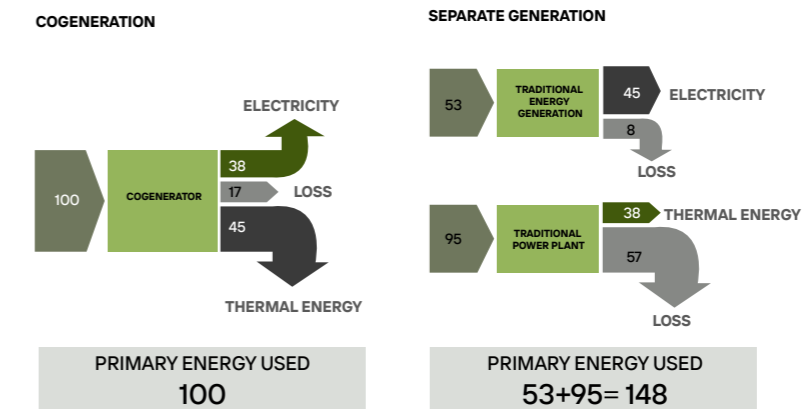 COGENERATION
ELECTRICITY
38
100
COGENERATOR
17
LOSS
45
THERMAL ENERGY
PRIMARY ENERGY USED
100
SEPARATE GENERATION
53
TRADITIONAL
ENERGY
GENERATION
45
ELECTRICITY
8
LOSS
95
TRADITIONAL
POWER PLANT
38
THERMAL ENERGY
57
LOSS
PRIMARY ENERGY USED
53+95= 148